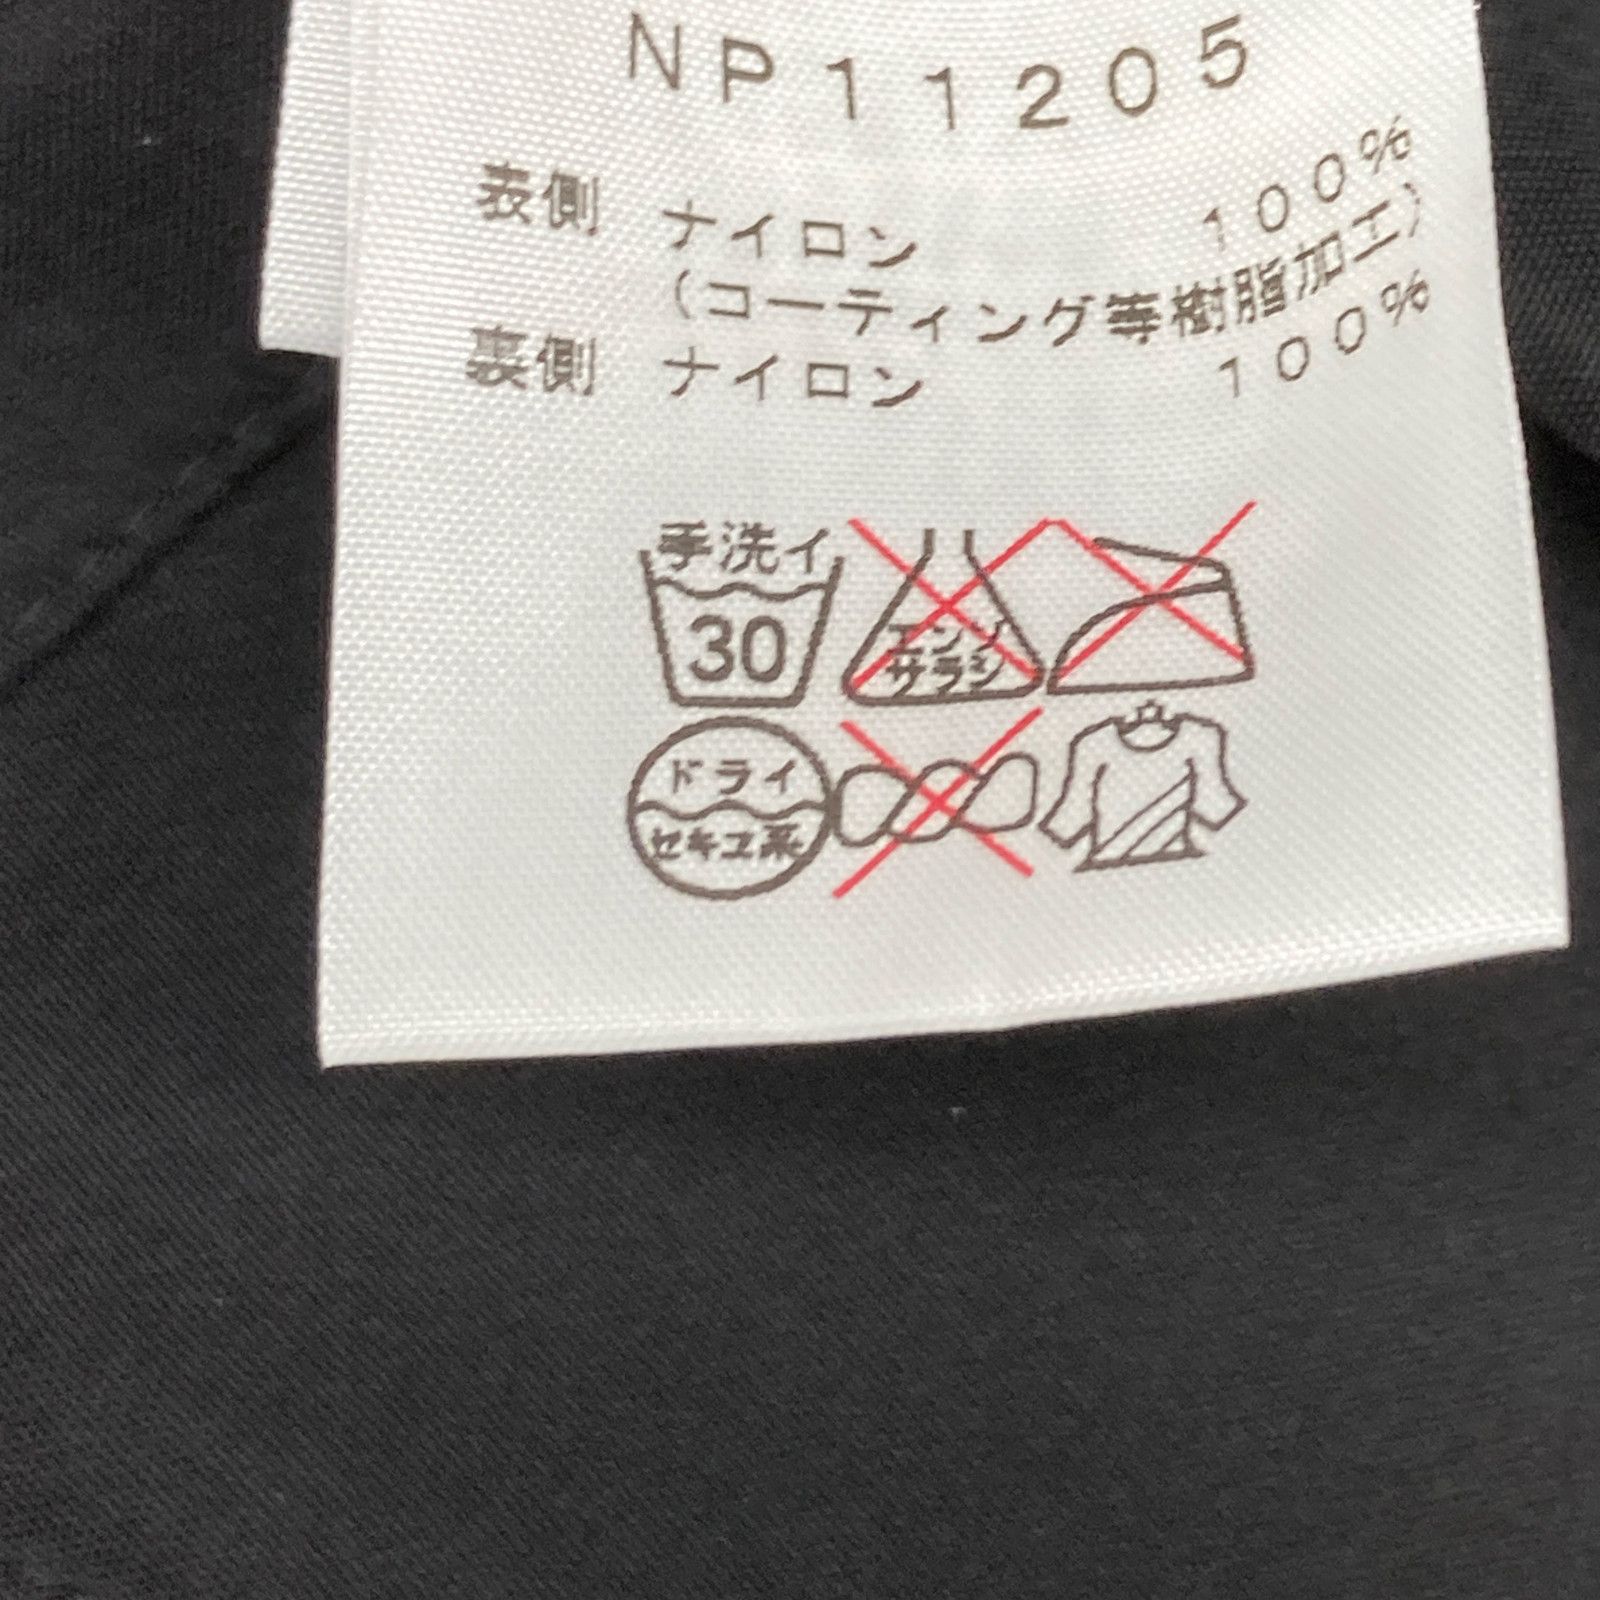 NP11205
表側 ナイロン 100%
(コーティング等樹脂加工)
裏側 ナイロン 100%
手洗イ
30
エンソ
サラシ
ドライ
セキユ系